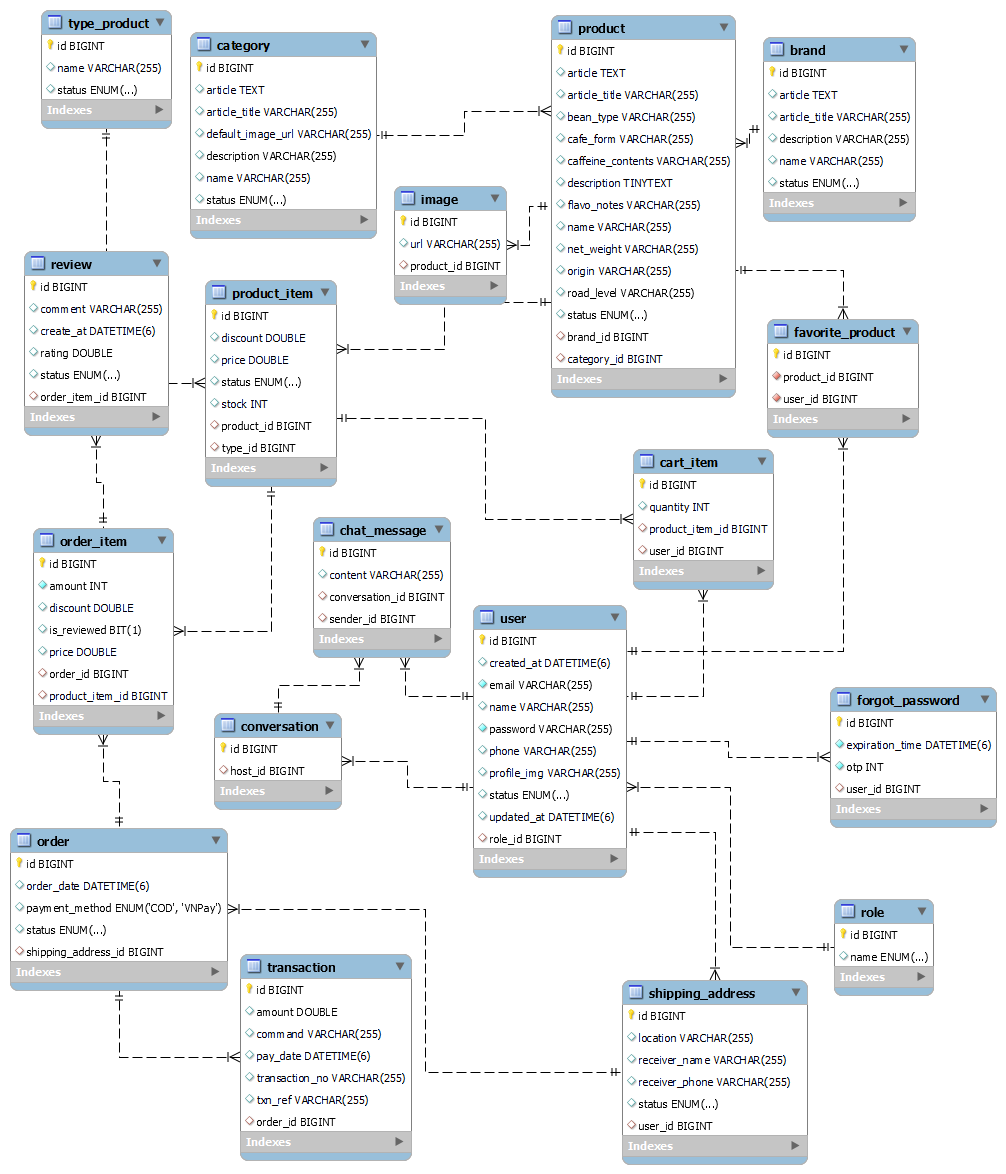 type_product
id BIGINT
name VARCHAR(255)
status ENUM(...)
Indexes
category
id BIGINT
article TEXT
article_title VARCHAR(255)
default_image_url VARCHAR(255)
description VARCHAR(255)
name VARCHAR(255)
status ENUM(...)
Indexes
product
id BIGINT
article TEXT
article_title VARCHAR(255)
bean_type VARCHAR(255)
cafe_form VARCHAR(255)
caffeine_contents VARCHAR(255)
description TINYTEXT
flavo_notes VARCHAR(255)
name VARCHAR(255)
net_weight VARCHAR(255)
origin VARCHAR(255)
road_level VARCHAR(255)
status ENUM(...)
brand_id BIGINT
category_id BIGINT
Indexes
brand
id BIGINT
article TEXT
article_title VARCHAR(255)
description VARCHAR(255)
name VARCHAR(255)
status ENUM(...)
Indexes
image
id BIGINT
url VARCHAR(255)
product_id BIGINT
Indexes
review
id BIGINT
comment VARCHAR(255)
create_at DATETIME(6)
rating DOUBLE
status ENUM(...)
order_item_id BIGINT
Indexes
product_item
id BIGINT
discount DOUBLE
price DOUBLE
status ENUM(...)
stock INT
product_id BIGINT
type_id BIGINT
Indexes
favorite_product
id BIGINT
product_id BIGINT
user_id BIGINT
Indexes
cart_item
id BIGINT
quantity INT
product_item_id BIGINT
user_id BIGINT
Indexes
order_item
id BIGINT
amount INT
discount DOUBLE
is_reviewed BIT(1)
price DOUBLE
order_id BIGINT
product_item_id BIGINT
Indexes
chat_message
id BIGINT
content VARCHAR(255)
conversation_id BIGINT
sender_id BIGINT
Indexes
user
id BIGINT
created_at DATETIME(6)
email VARCHAR(255)
name VARCHAR(255)
password VARCHAR(255)
phone VARCHAR(255)
profile_img VARCHAR(255)
status ENUM(...)
updated_at DATETIME(6)
role_id BIGINT
Indexes
conversation
id BIGINT
host_id BIGINT
Indexes
forgot_password
id BIGINT
expiration_time DATETIME(6)
otp INT
user_id BIGINT
Indexes
order
id BIGINT
order_date DATETIME(6)
payment_method ENUM('COD', 'VNPay')
status ENUM(...)
shipping_address_id BIGINT
Indexes
role
id BIGINT
name ENUM(...)
Indexes
transaction
id BIGINT
amount DOUBLE
command VARCHAR(255)
pay_date DATETIME(6)
transaction_no VARCHAR(255)
txn_ref VARCHAR(255)
order_id BIGINT
Indexes
shipping_address
id BIGINT
location VARCHAR(255)
receiver_name VARCHAR(255)
receiver_phone VARCHAR(255)
status ENUM(...)
user_id BIGINT
Indexes